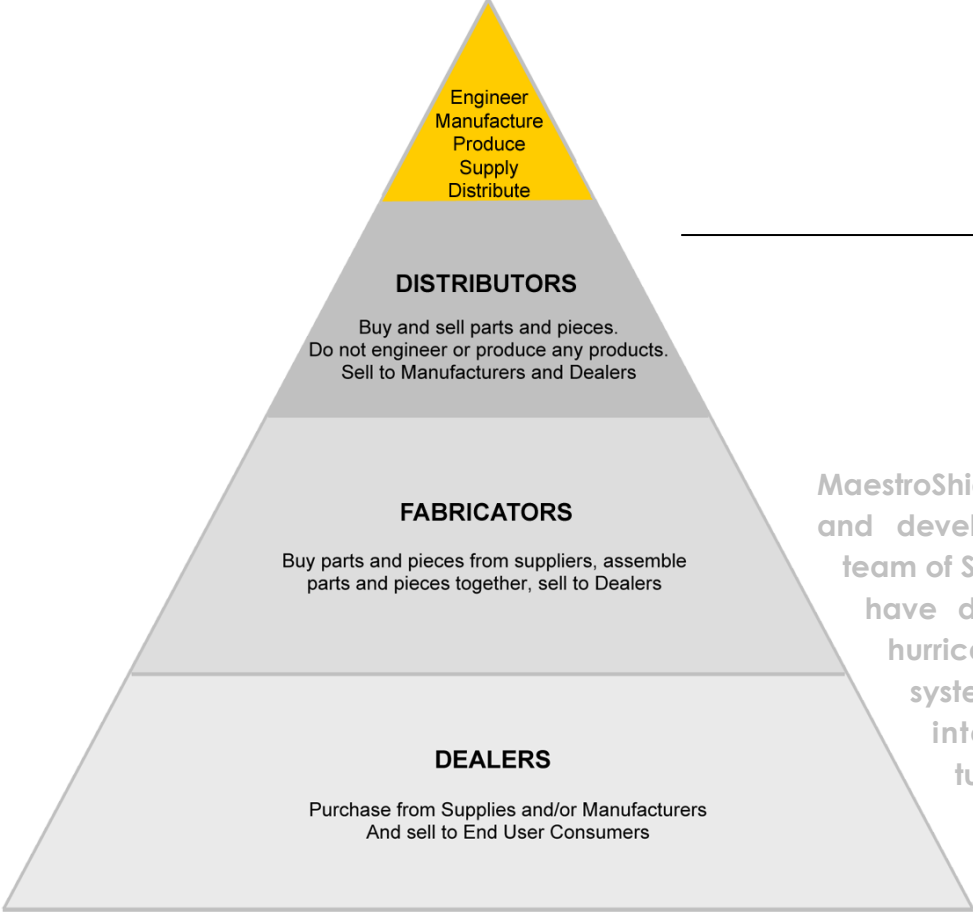 Engineer
Manufacture
Produce
Supply
Distribute
DISTRIBUTORS
Buy and sell parts and pieces.
Do not engineer or produce any products.
Sell to Manufacturers and Dealers
FABRICATORS
Buy parts and pieces from suppliers, assemble
parts and pieces together, sell to Dealers
DEALERS
Purchase from Supplies and/or Manufacturers
And sell to End User Consumers
and
team of
have